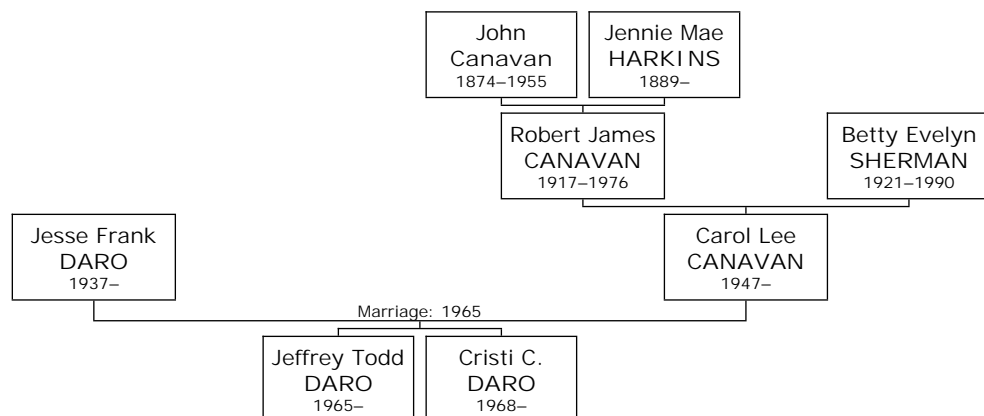 John
Canavan
1874–1955
Jennie Mae
HARKINS
1889–
Robert James
CANAVAN
1917–1976
Betty Evelyn
SHERMAN
1921–1990
Jesse Frank
DARO
1937–
Carol Lee
CANAVAN
1947–
Marriage: 1965
Jeffrey Todd
DARO
1965–
Cristi C.
DARO
1968–